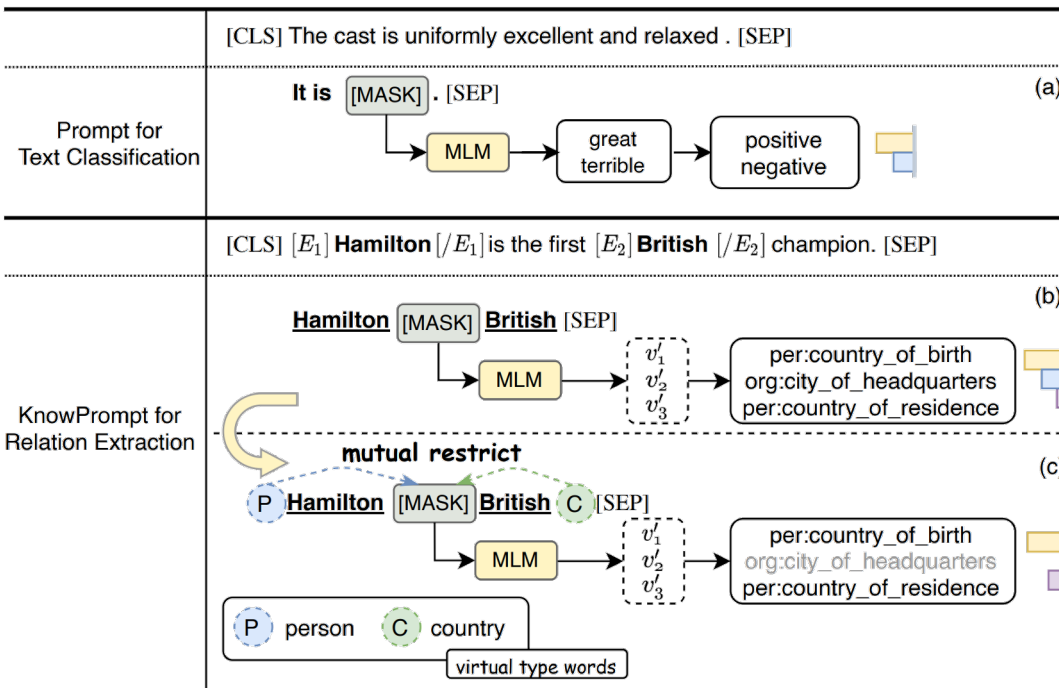 [CLS] The cast is uniformly excellent and relaxed . [SEP]
Prompt for
Text Classification
(a)
It is [MASK] . [SEP]
MLM
great
terrible
positive
negative
[CLS] [E1] Hamilton [/E1] is the first [E2] British [/E2] champion. [SEP]
KnowPrompt for
Relation Extraction
(b)
Hamilton [MASK] British [SEP]
MLM
v′1
v′2
v′3
per:country_of_birth
org:city_of_headquarters
per:country_of_residence
mutual restrict
(c)
P Hamilton [MASK] British C [SEP]
MLM
v′1
v′2
v′3
per:country_of_birth
org:city_of_headquarters
per:country_of_residence
P person C country
virtual type words